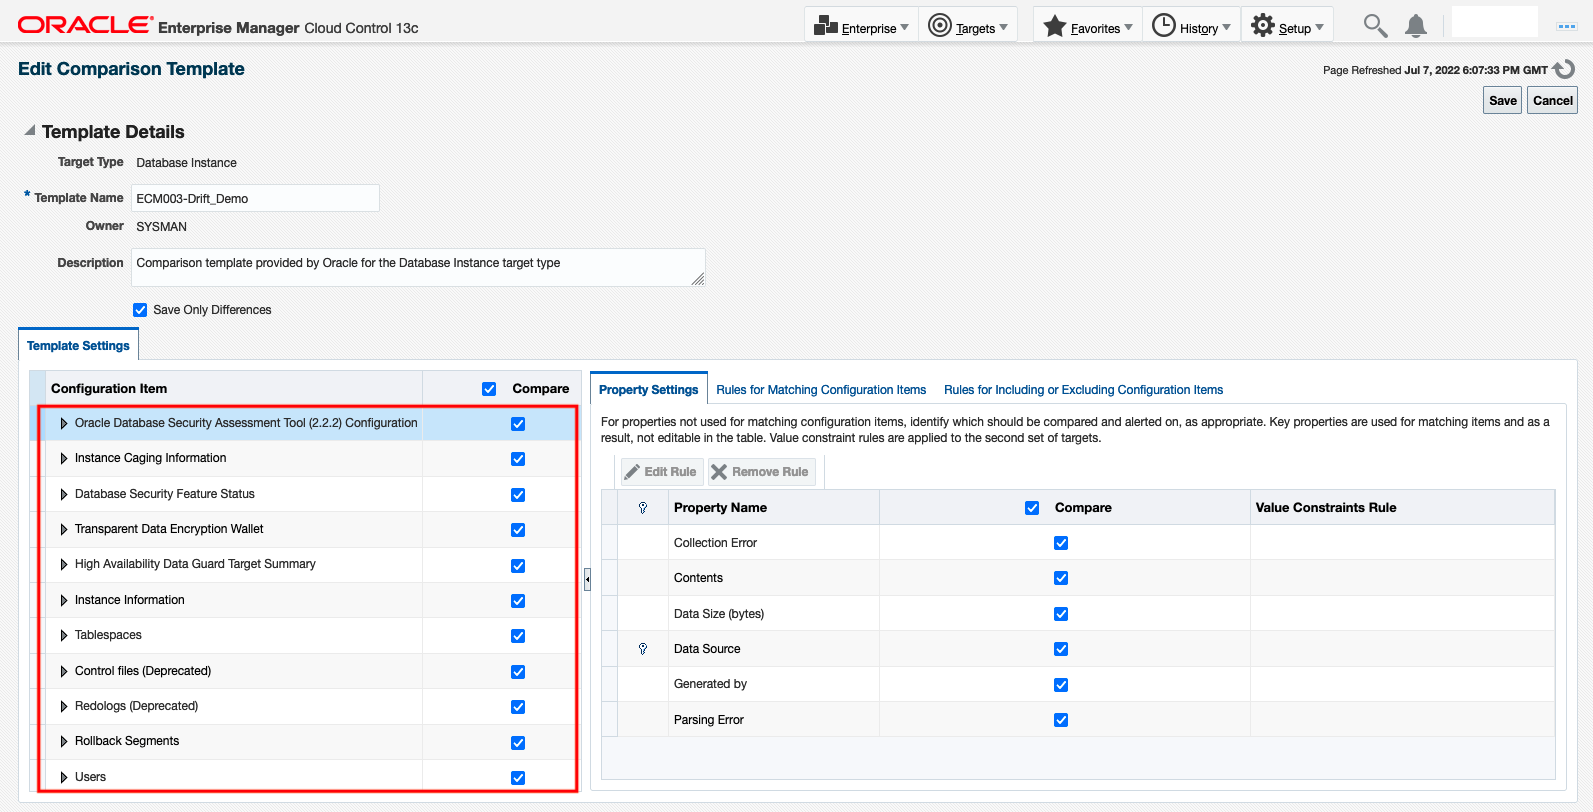 ORACLE® Enterprise Manager Cloud Control 13c
Enterprise
Targets
Favorites
History
Setup
Edit Comparison Template
Page Refreshed Jul 7, 2022 6:07:33 PM GMT
Save
Cancel
Template Details
Target Type Database Instance
* Template Name ECM003-Drift_Demo
Owner SYSMAN
Description Comparison template provided by Oracle for the Database Instance target type
Save Only Differences
Template Settings
Configuration Item Compare
Oracle Database Security Assessment Tool (2.2.2) Configuration
Instance Caging Information
Database Security Feature Status
Transparent Data Encryption Wallet
High Availability Data Guard Target Summary
Instance Information
Tablespaces
Control files (Deprecated)
Redologs (Deprecated)
Rollback Segments
Users
Property Settings
Rules for Matching Configuration Items
Rules for Including or Excluding Configuration Items
For properties not used for matching configuration items, identify which should be compared and alerted on, as appropriate. Key properties are used for matching items and as a
result, not editable in the table. Value constraint rules are applied to the second set of targets.
Edit Rule
Remove Rule
Property Name Compare Value Constraints Rule
Collection Error
Contents
Data Size (bytes)
Data Source
Generated by
Parsing Error